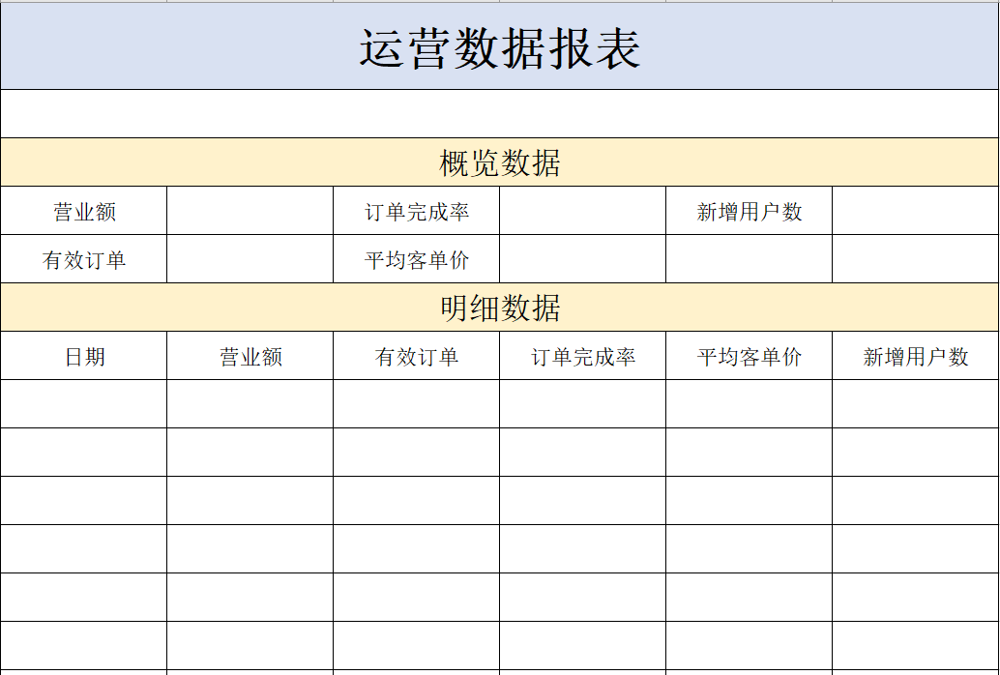 运营数据报表
概览数据
营业额 订单完成率 新增用户数
有效订单 平均客单价
明细数据
日期 营业额 有效订单 订单完成率 平均客单价 新增用户数